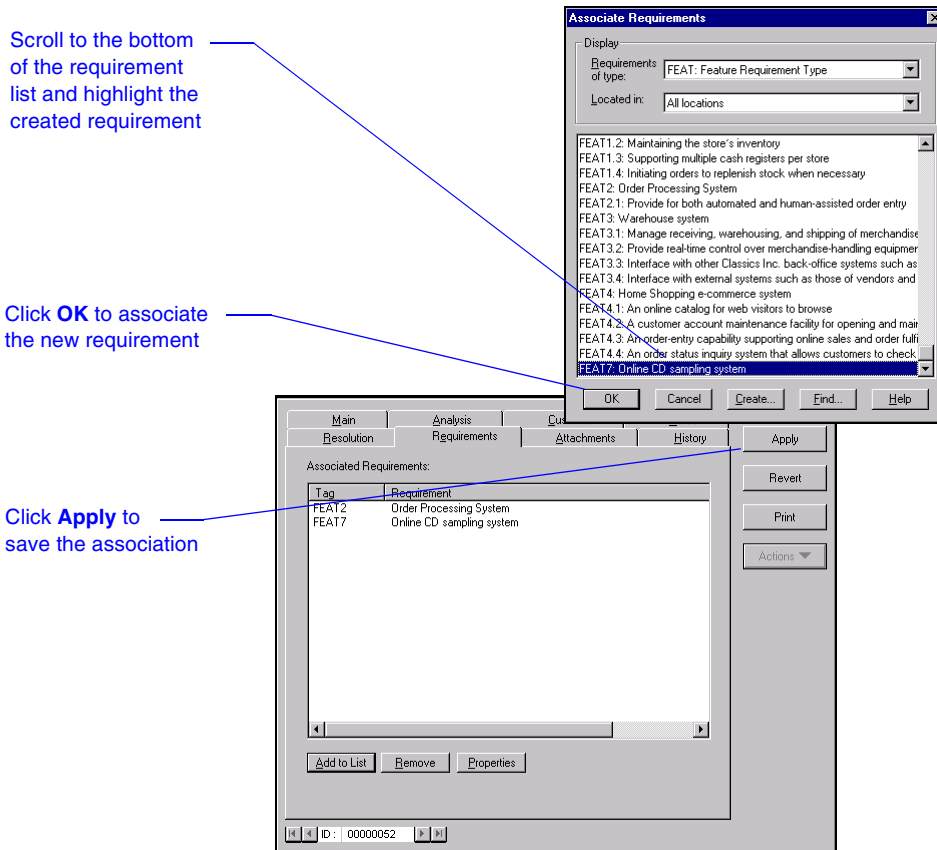 Scroll to the bottom
of the requirement
list and highlight the
created requirement
Click OK to associate
the new requirement
Click Apply to
save the association
Associate Requirements
Display
Requirements
of type:
FEAT: Feature Requirement Type
Located in:
All locations
FEAT1.2: Maintaining the store's inventory
FEAT1.3: Supporting multiple cash registers per store
FEAT1.4: Initiating orders to replenish stock when necessary
FEAT2: Order Processing System
FEAT2.1: Provide for both automated and human-assisted order entry
FEAT3: Warehouse system
FEAT3.1: Manage receiving, warehousing, and shipping of merchandise
FEAT3.2: Provide real-time control over merchandise-handling equipmer
FEAT3.3: Interface with other Classics Inc. back-office systems such as
FEAT3.4: Interface with external systems such as those of vendors and
FEAT4: Home Shopping e-commerce system
FEAT4.1: An online catalog for web visitors to browse
FEAT4.2: A customer account maintenance facility for opening and mair
FEAT4.3: An order-entry capability supporting online sales and order fulfi
FEAT4.4: An order status inquiry system that allows customers to check
FEAT7: Online CD sampling system
OK Cancel Create... Find... Help
Main Analysis
Resolution Requirements Attachments History
Apply
Revert
Print
Actions
Associated Requirements:
Tag Requirement
FEAT2 Order Processing System
FEAT7 Online CD sampling system
Add to List Remove Properties
ID : 00000052